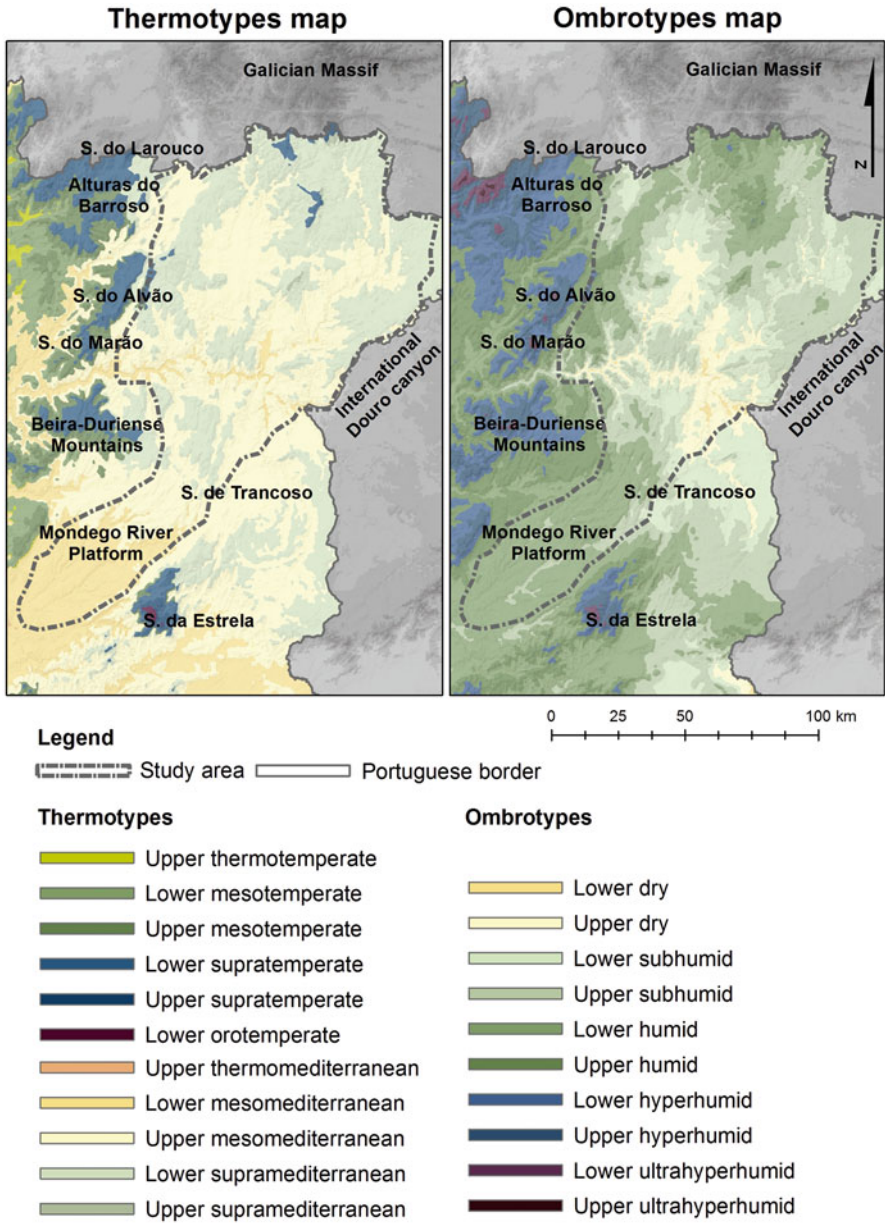 Thermotypes map
Galician Massif
S. do Larouco
Alturas do
Barroso
S. do Alvão
S. do Marão
Beira-Duriense
Mountains
International
Douro canyon
S. de Trancoso
Mondego River
Platform
S. da Estrela
Ombrotypes map
Galician Massif
Z
S. do Larouco
Alturas do
Barroso
S. do Alvão
S. do Marão
Beira-Duriense
Mountains
International
Douro canyon
S. de Trancoso
Mondego River
Platform
S. da Estrela
0 25 50 100 km
Legend
Study area Portuguese border
Thermotypes
Upper thermotemperate
Lower mesotemperate
Upper mesotemperate
Lower supratemperate
Upper supratemperate
Lower orotemperate
Upper thermomediterranean
Lower mesomediterranean
Upper mesomediterranean
Lower supramediterranean
Upper supramediterranean
Ombrotypes
Lower dry
Upper dry
Lower subhumid
Upper subhumid
Lower humid
Upper humid
Lower hyperhumid
Upper hyperhumid
Lower ultrahyperhumid
Upper ultrahyperhumid